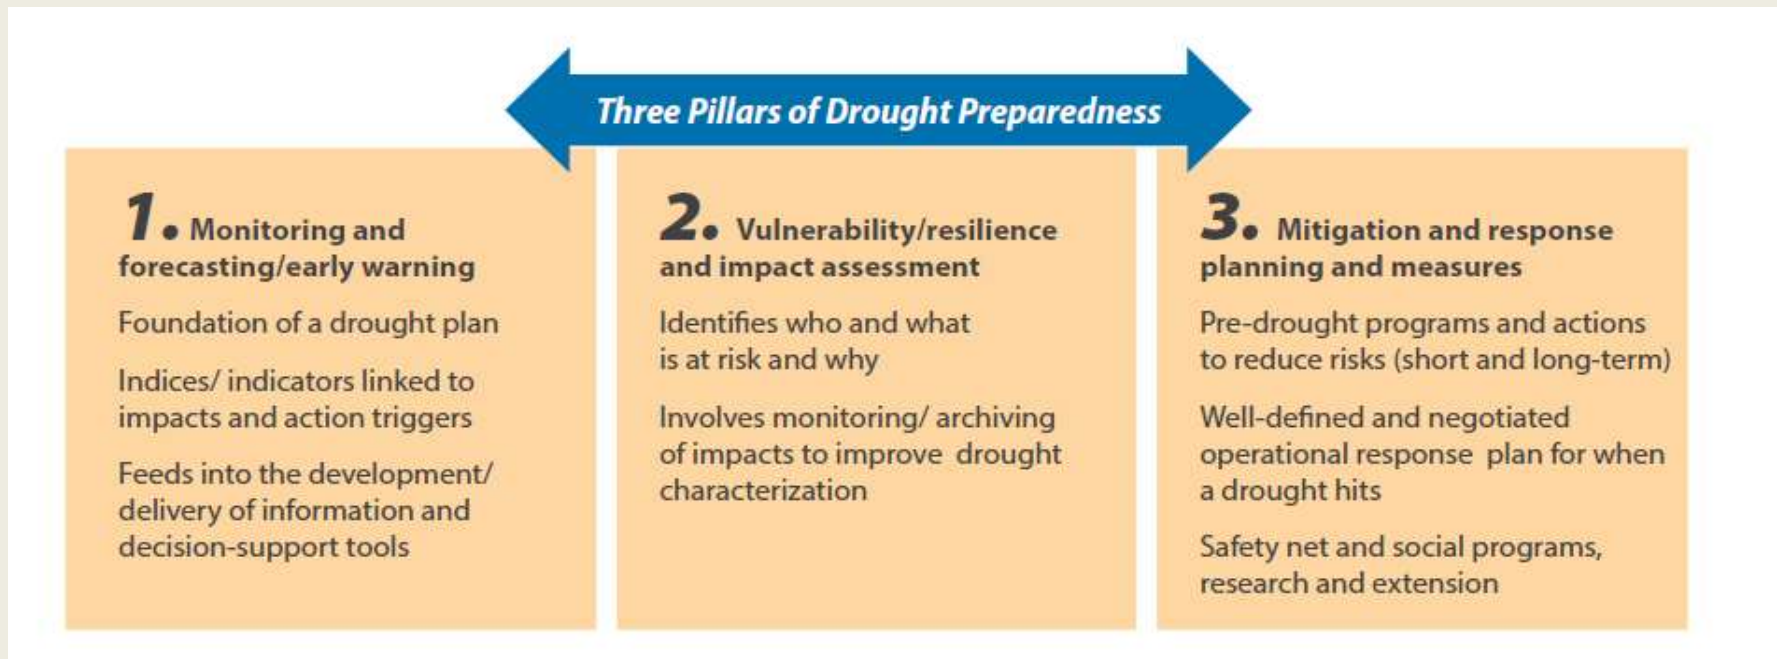 Three Pillars of Drought Preparedness
1. Monitoring and
forecasting/early warning
Foundation of a drought plan
Indices/ indicators linked to
impacts and action triggers
Feeds into the development/
delivery of information and
decision-support tools
2. Vulnerability/resilience
and impact assessment
Identifies who and what
is at risk and why
Involves monitoring/ archiving
of impacts to improve drought
characterization
3. Mitigation and response
planning and measures
Pre-drought programs and actions
to reduce risks (short and long-term)
Well-defined and negotiated
operational response plan for when
a drought hits
Safety net and social programs,
research and extension